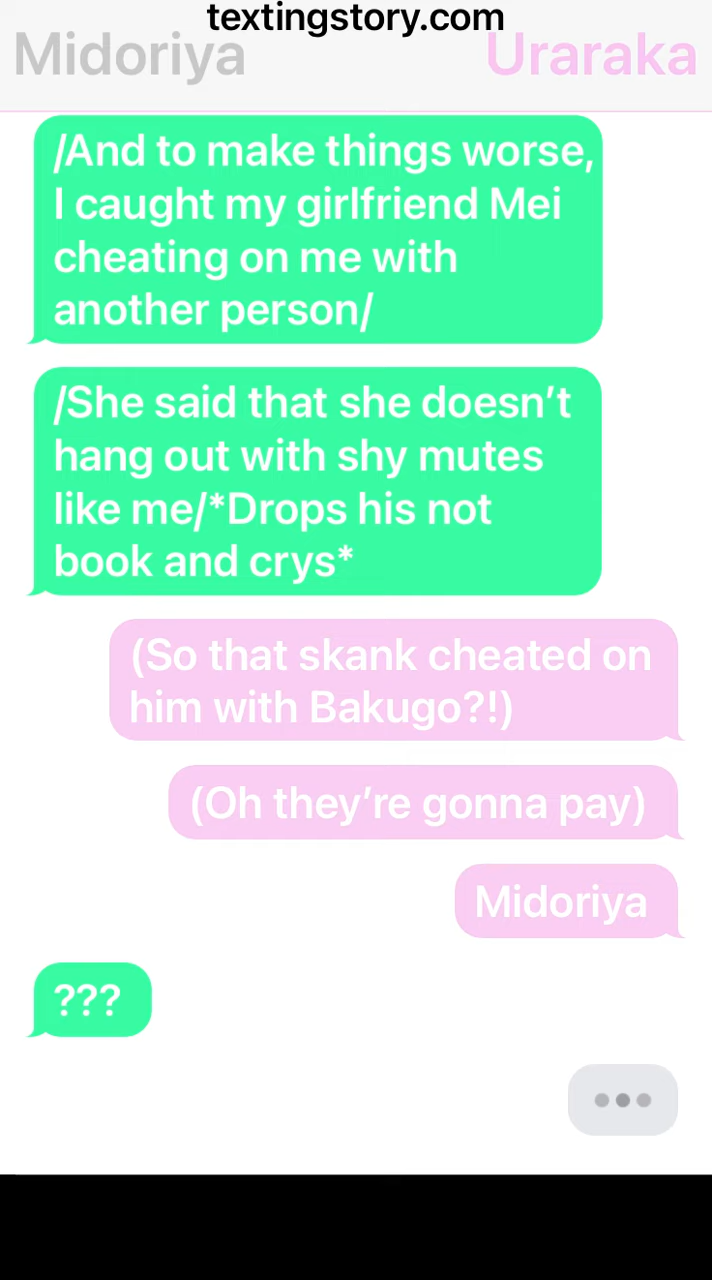 textingstory.com
Midoriya
Uraraka
/And to make things worse,
I caught my girlfriend Mei
cheating on me with
another person/
/She said that she doesn’t
hang out with shy mutes
like me/*Drops his not
book and crys*
(So that skank cheated on
him with Bakugo?!)
(Oh they’re gonna pay)
Midoriya
???